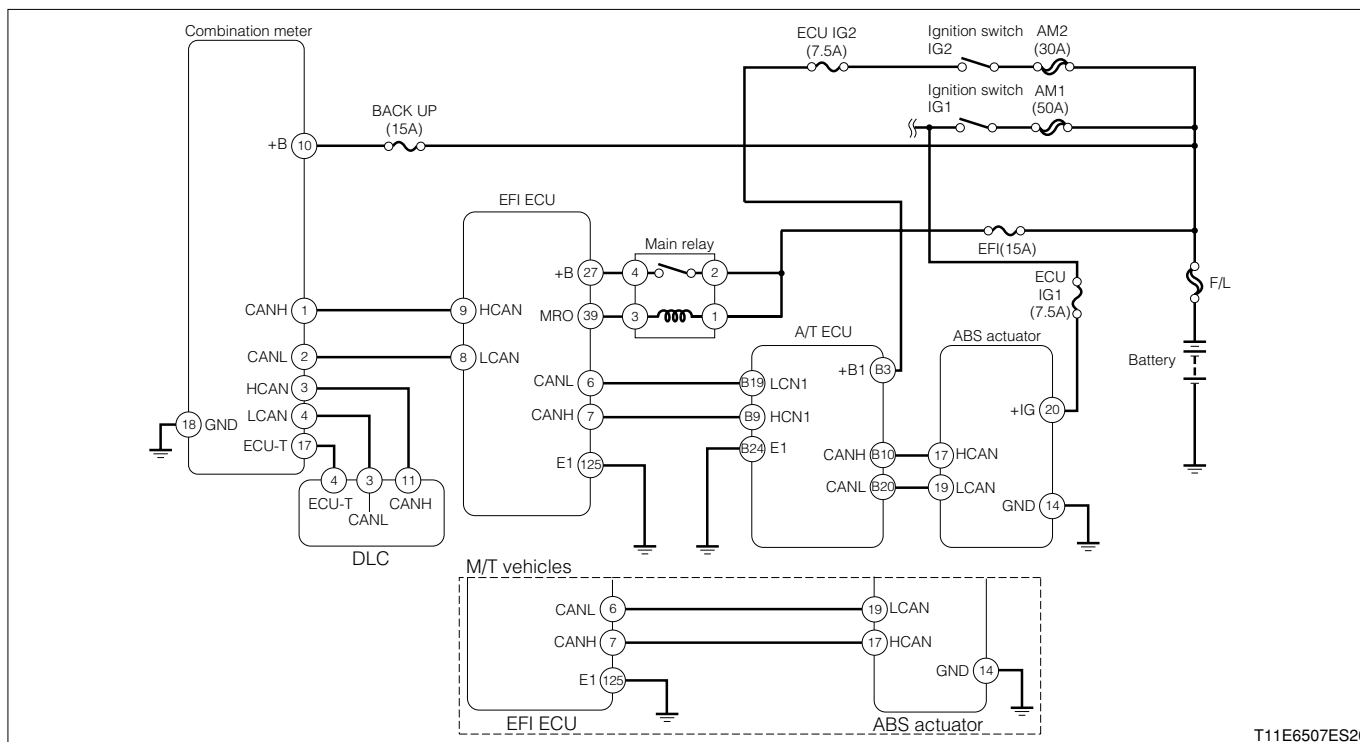 Combination meter
ECU IG2
(7.5A)
Ignition switch
IG2
AM2
(30A)
Ignition switch
IG1
AM1
(50A)
BACK UP
(15A)
+B 10
EFI ECU
Main relay
+B 27
4
2
EFI(15A)
ECU
IG1
(7.5A)
F/L
CANH 1
9 HCAN
MRO 39
3
1
A/T ECU
ABS actuator
CANL 2
8 LCAN
+B1 B3
Battery
HCAN 3
CANL 6
B19 LCN1
LCAN 4
CANH 7
B9 HCN1
+IG 20
18 GND
ECU-T 17
B24 E1
CANH B10
17 HCAN
E1 125
CANL B20
19 LCAN
4
3
11
ECU-T
CANL
CANH
GND 14
DLC
M/T vehicles
CANL 6
19 LCAN
CANH 7
17 HCAN
E1 125
GND 14
EFI ECU
ABS actuator